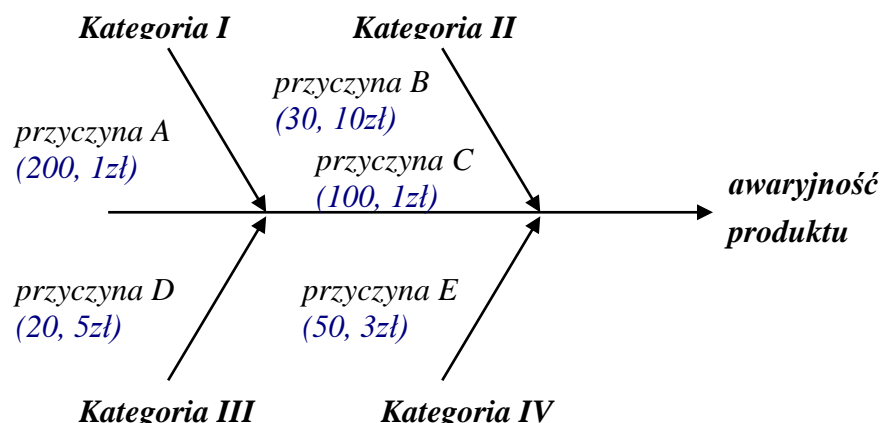 Kategoria I
Kategoria II
przyczyna B
(30, 10zł)
przyczyna A
(200, 1zł)
przyczyna C
(100, 1zł)
awaryjność
produktu
przyczyna D
(20, 5zł)
przyczyna E
(50, 3zł)
Kategoria III
Kategoria IV